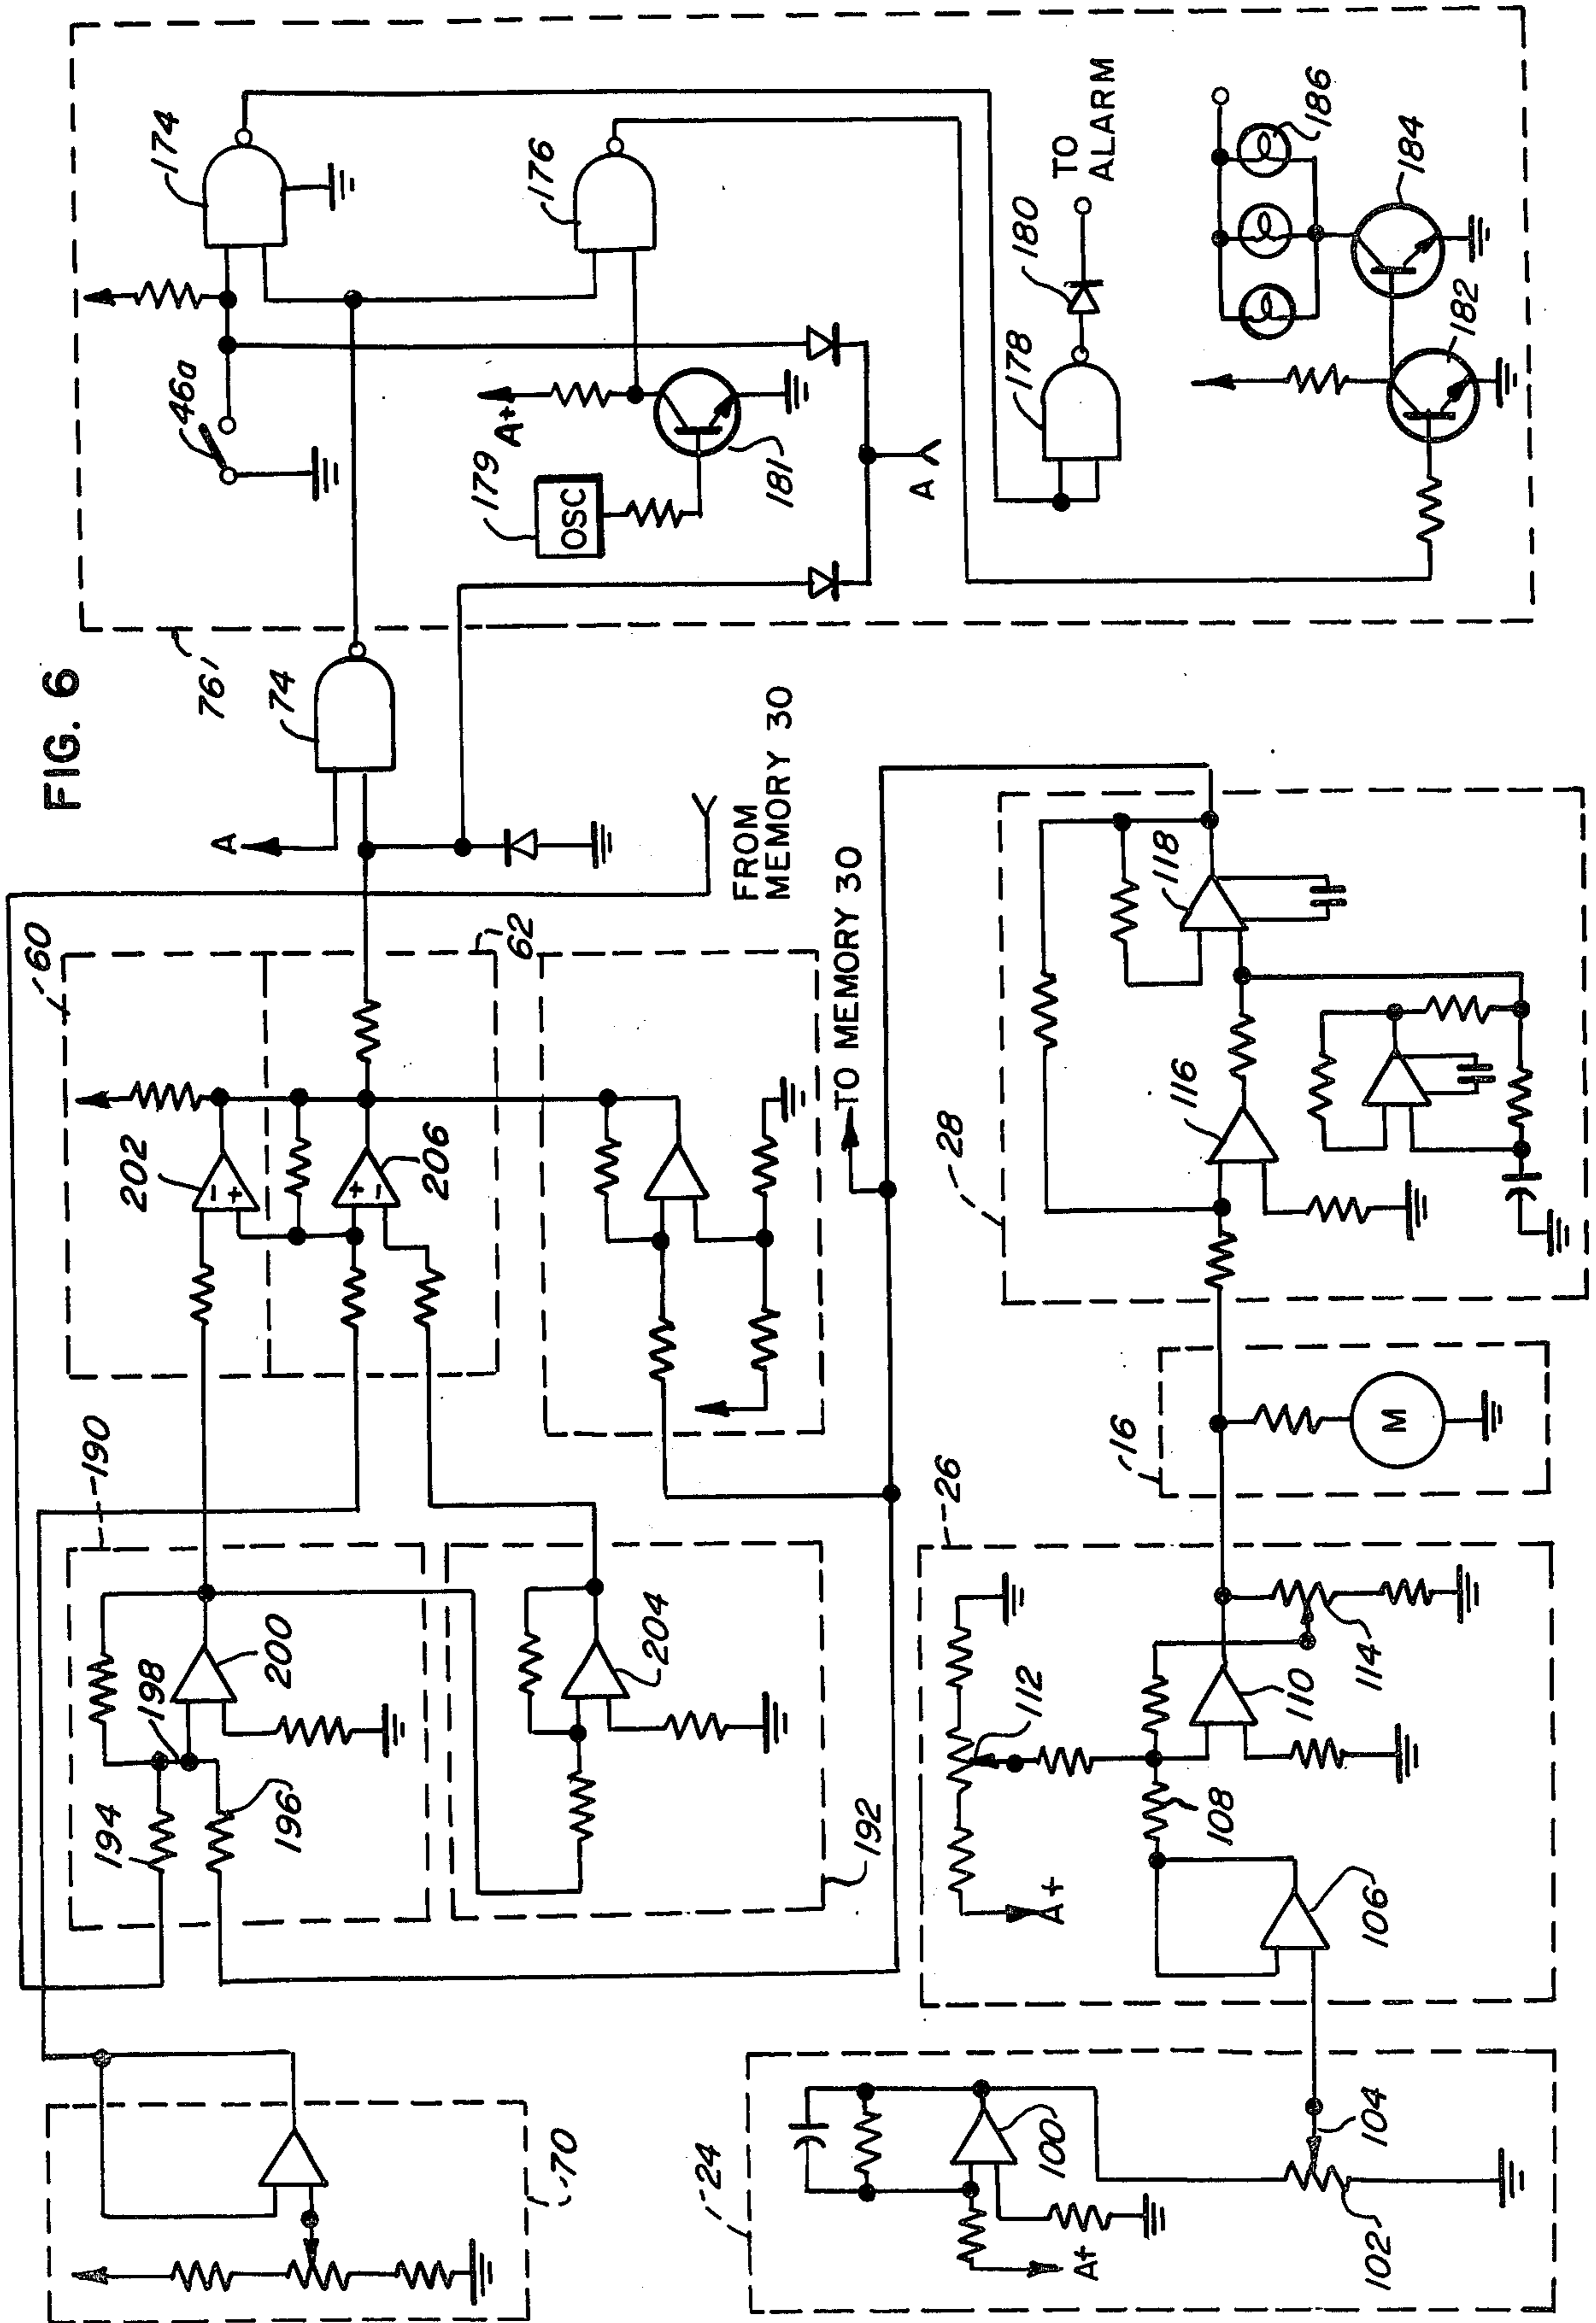 FIG. 6
174
46a
176
179
OSC
A+
181
A
178
180
TO
ALARM
186
184
182
76'
74
A
FROM
MEMORY 30
60
62
202
-
+
206
+
-
TO MEMORY 30
190
194
196
198
200
204
192
70
28
116
118
16
M
26
112
A+
108
110
114
106
24
100
A+
102
104